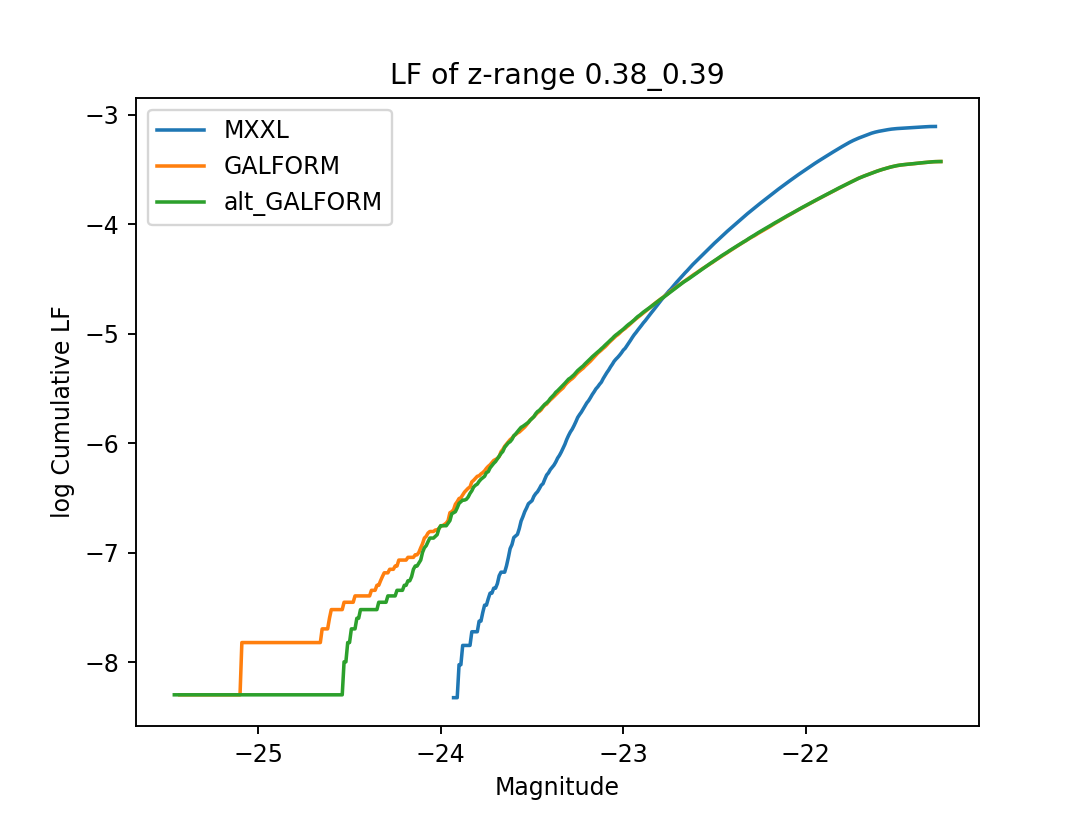 LF of z-range 0.38_0.39
MXXL
GALFORM
alt_GALFORM
log Cumulative LF
−3
−4
−5
−6
−7
−8
−25 −24 −23 −22
Magnitude